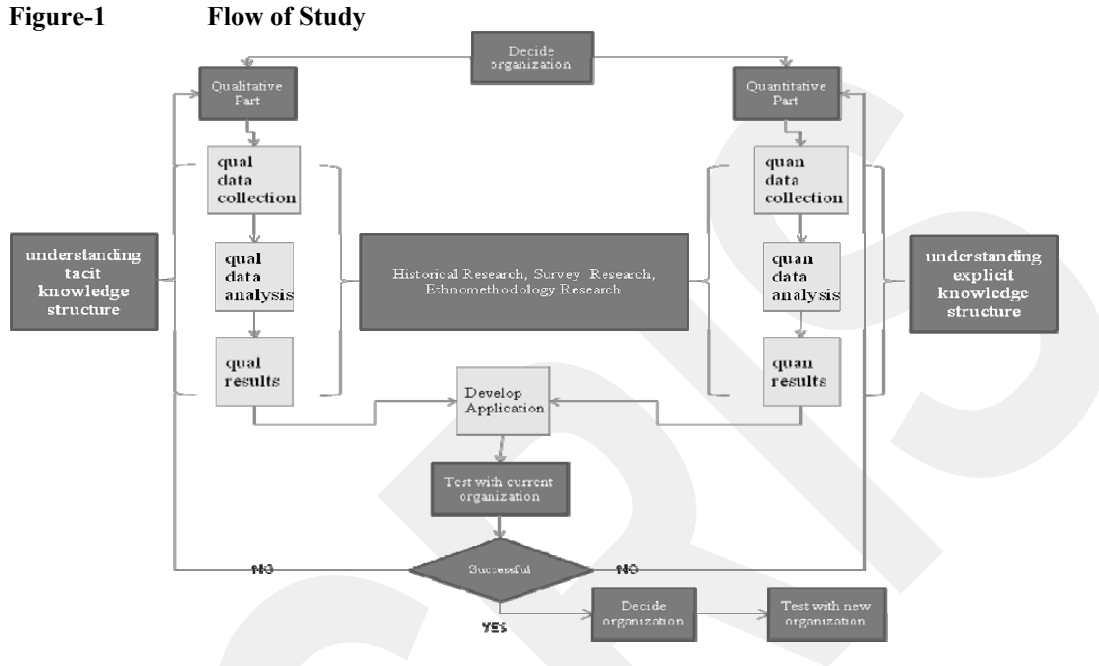 Figure-1 Flow of Study
Decide
organization
Qualitative
Part
Quantitative
Part
qual
data
collection
quan
data
collection
understanding
tacit
knowledge
structure
qual
data
analysis
Historical Research, Survey Research,
Ethnomethodology Research
quan
data
analysis
understanding
explicit
knowledge
structure
qual
results
quan
results
Develop
Application
Test with current
organization
NO
Successful
NO
YES
Decide
organization
Test with new
organization